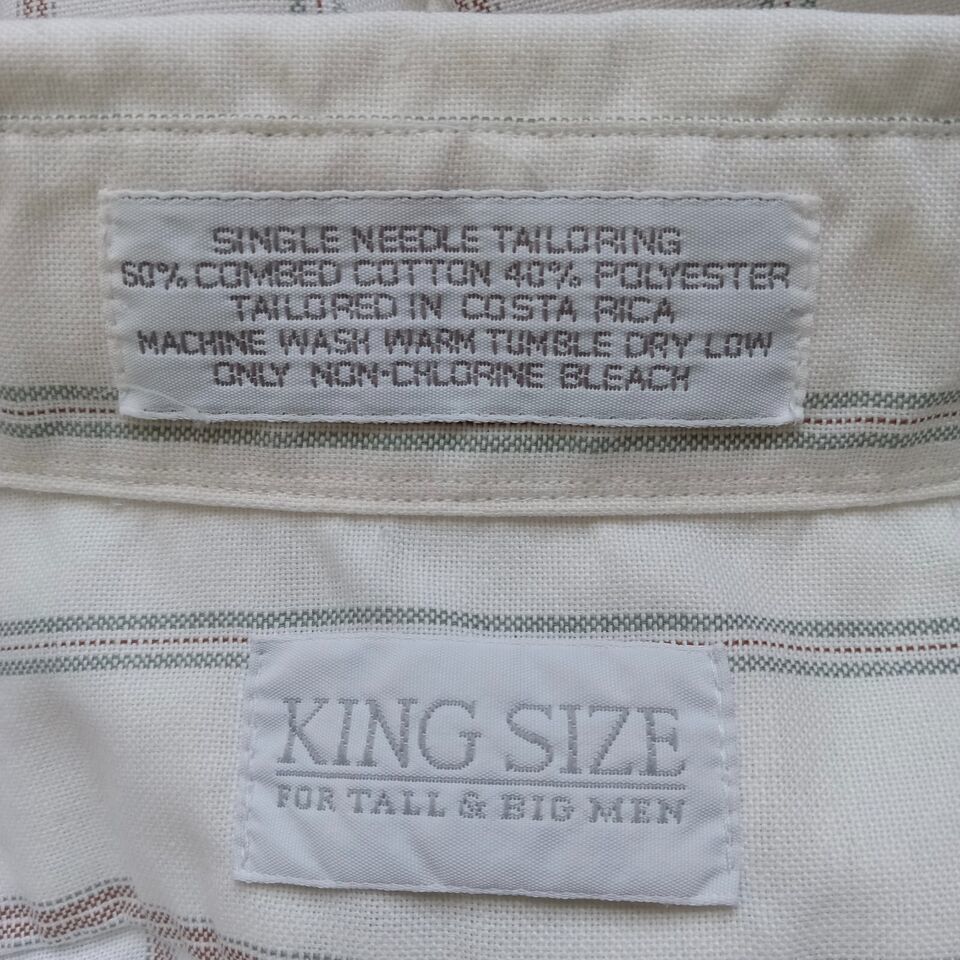 SINGLE NEEDLE TAILORING
60% COMBED COTTON 40% POLYESTER
TAILORED IN COSTA RICA
MACHINE WASH WARM TUMBLE DRY LOW
ONLY NON-CHLORINE BLEACH
KING SIZE
FOR TALL & BIG MEN